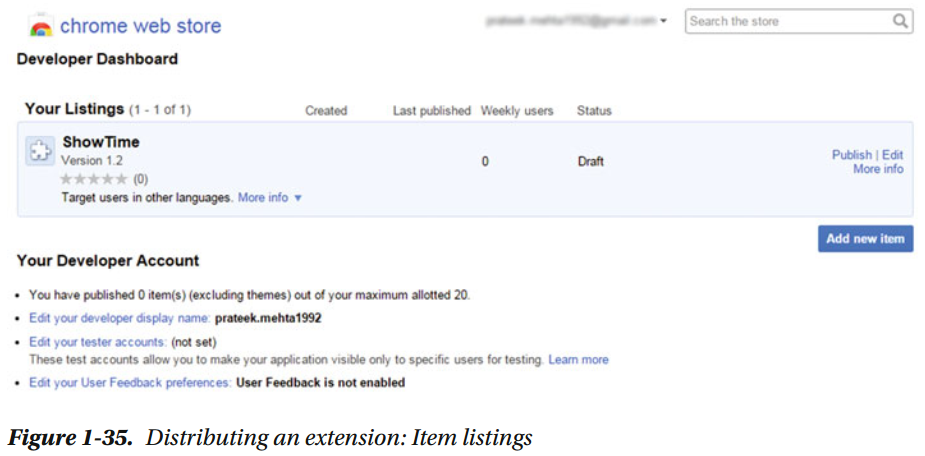 chrome web store
Search the store
Developer Dashboard
Your Listings (1 - 1 of 1) Created Last published Weekly users Status
ShowTime
Version 1.2 0 Draft Publish | Edit
(0) More info
Target users in other languages. More info
Add new item
Your Developer Account
• You have published 0 item(s) (excluding themes) out of your maximum allotted 20.
• Edit your developer display name: prateek.mehta1992
• Edit your tester accounts: (not set)
These test accounts allow you to make your application visible only to specific users for testing. Learn more
• Edit your User Feedback preferences: User Feedback is not enabled
Figure 1-35. Distributing an extension: Item listings